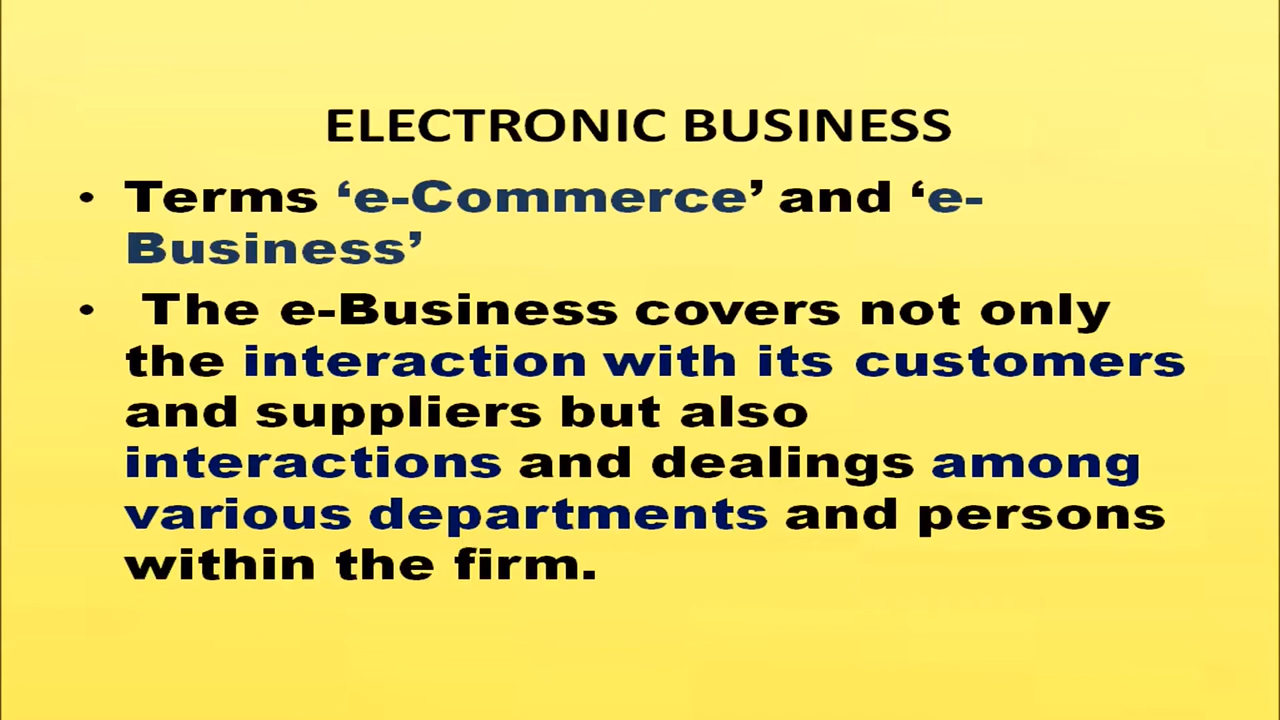 ELECTRONIC BUSINESS
• Terms ‘e-Commerce’ and ‘e-
Business’
• The e-Business covers not only
the interaction with its customers
and suppliers but also
interactions and dealings among
various departments and persons
within the firm.